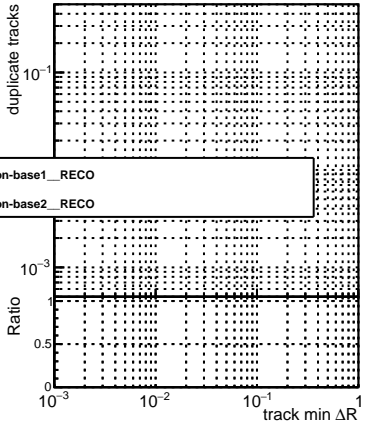 duplicate tracks
10⁻¹
on-base1__RECO
on-base2__RECO
10⁻³
Ratio
1
0.5
0
10⁻³ 10⁻² 10⁻¹ 1
track min ΔR